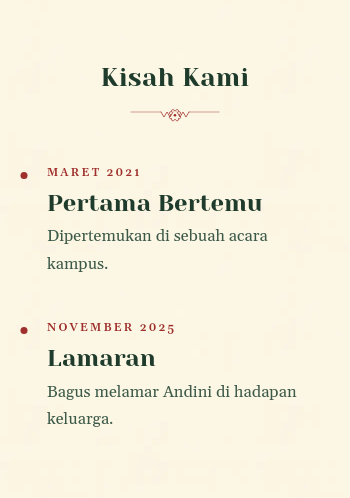 Kisah Kami
MARET 2021
Pertama Bertemu
Dipertemukan di sebuah acara
kampus.
NOVEMBER 2025
Lamaran
Bagus melamar Andini di hadapan
keluarga.